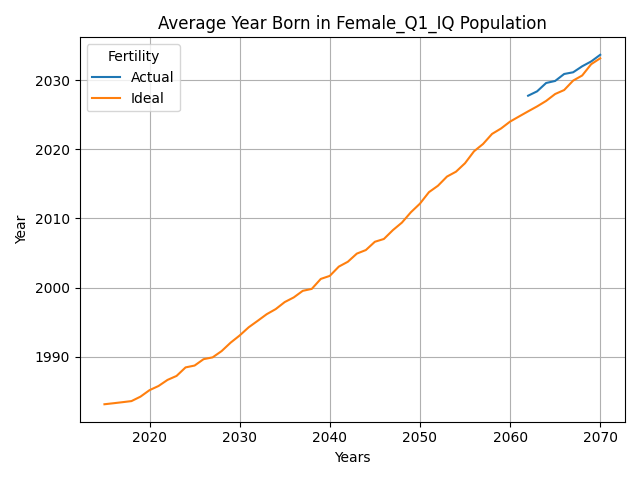 Average Year Born in Female_Q1_IQ Population
Fertility
Actual
Ideal
Year
2030
2020
2010
2000
1990
2020
2030
2040
2050
2060
2070
Years